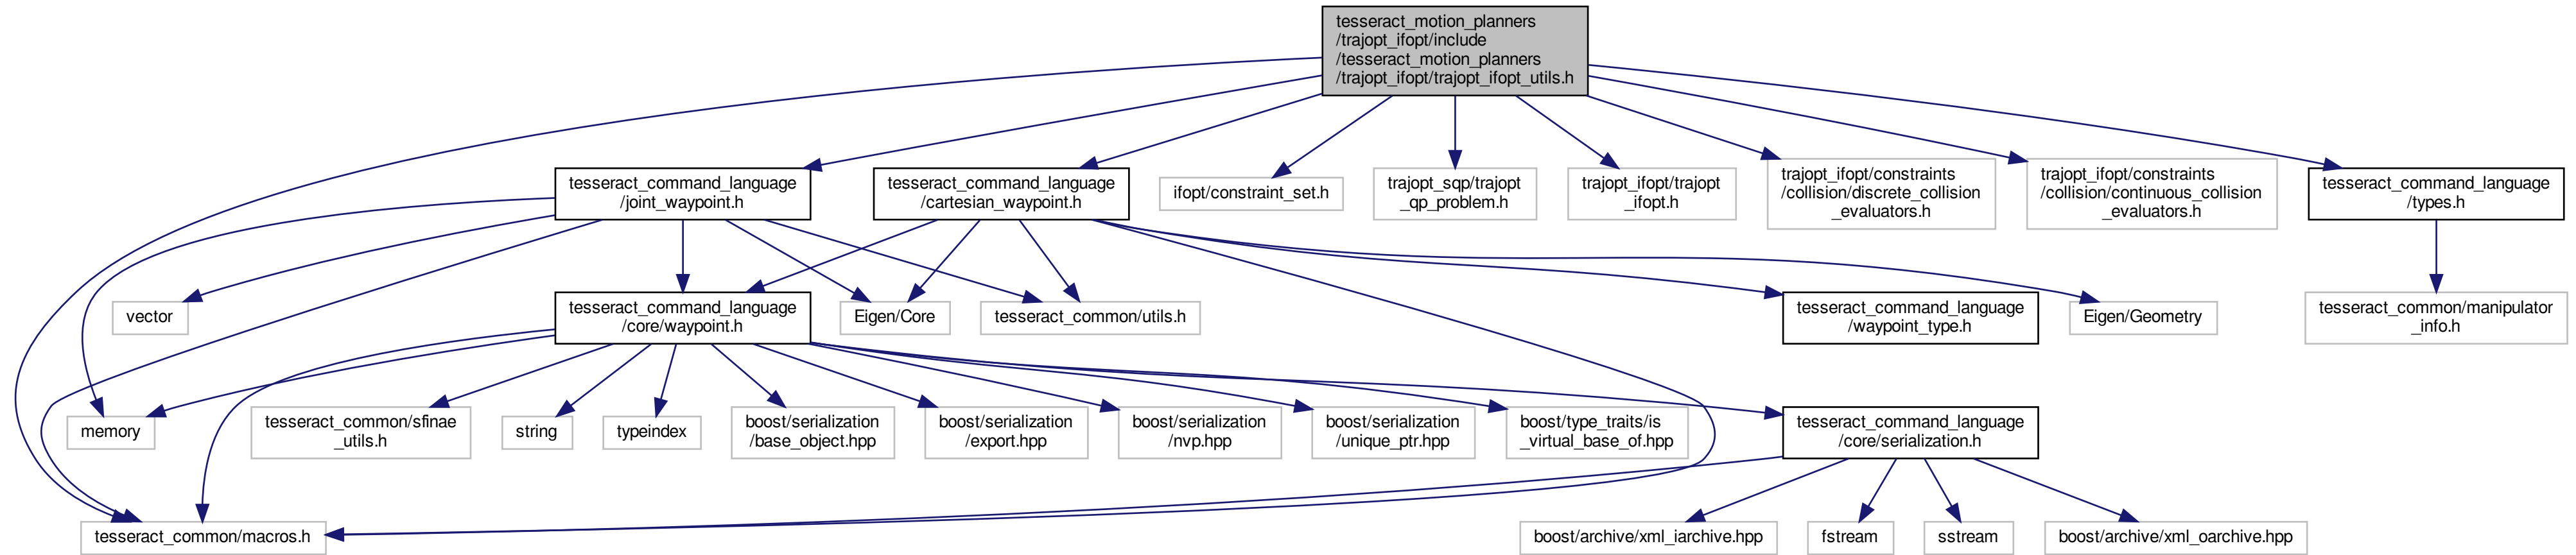 tesseract_motion_planners
/trajopt_ifopt/include
/tesseract_motion_planners
/trajopt_ifopt/trajopt_ifopt_utils.h
tesseract_command_language
/joint_waypoint.h
tesseract_command_language
/cartesian_waypoint.h
ifopt/constraint_set.h
trajopt_sqp/trajopt
_qp_problem.h
trajopt_ifopt/trajopt
_ifopt.h
trajopt_ifopt/constraints
/collision/discrete_collision
_evaluators.h
trajopt_ifopt/constraints
/collision/continuous_collision
_evaluators.h
tesseract_command_language
/types.h
vector
tesseract_command_language
/core/waypoint.h
Eigen/Core
tesseract_common/utils.h
tesseract_command_language
/waypoint_type.h
Eigen/Geometry
tesseract_common/manipulator
_info.h
memory
tesseract_common/sfinae
_utils.h
string
typeindex
boost/serialization
/base_object.hpp
boost/serialization
/export.hpp
boost/serialization
/nvp.hpp
boost/serialization
/unique_ptr.hpp
boost/type_traits/is
_virtual_base_of.hpp
tesseract_command_language
/core/serialization.h
tesseract_common/macros.h
boost/archive/xml_iarchive.hpp
fstream
sstream
boost/archive/xml_oarchive.hpp